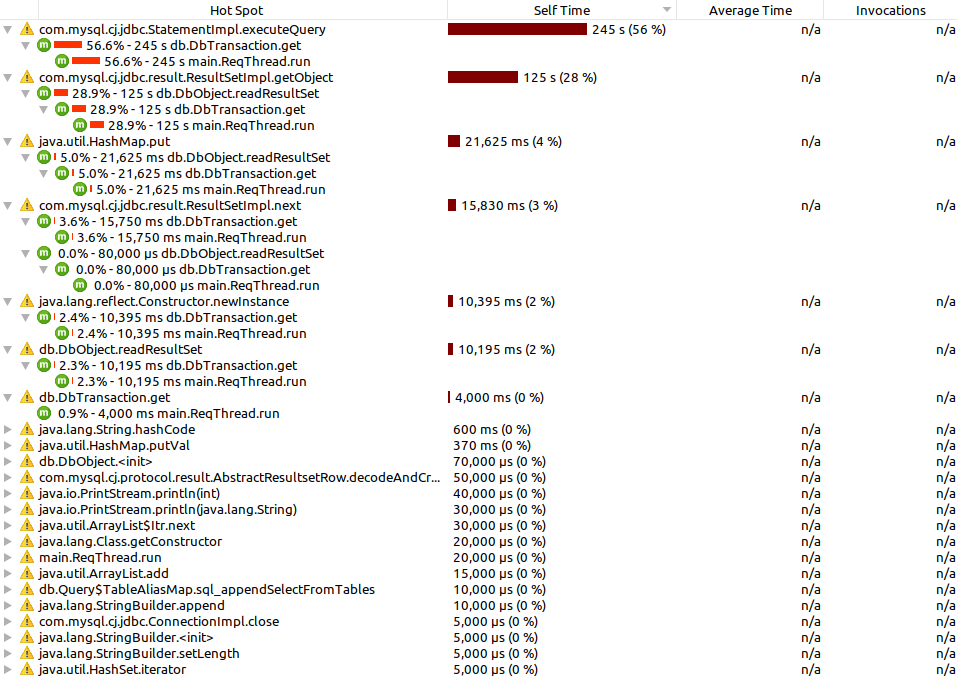 Hot Spot Self Time Average Time Invocations
com.mysql.cj.jdbc.StatementImpl.executeQuery 245 s (56 %) n/a n/a
56.6% - 245 s db.DbTransaction.get
56.6% - 245 s main.ReqThread.run
com.mysql.cj.jdbc.result.ResultSetImpl.getObject 125 s (28 %) n/a n/a
28.9% - 125 s db.DbObject.readResultSet
28.9% - 125 s db.DbTransaction.get
28.9% - 125 s main.ReqThread.run
java.util.HashMap.put 21,625 ms (4 %) n/a n/a
5.0% - 21,625 ms db.DbObject.readResultSet
5.0% - 21,625 ms db.DbTransaction.get
5.0% - 21,625 ms main.ReqThread.run
com.mysql.cj.jdbc.result.ResultSetImpl.next 15,830 ms (3 %) n/a n/a
3.6% - 15,750 ms db.DbTransaction.get
3.6% - 15,750 ms main.ReqThread.run
0.0% - 80,000 µs db.DbObject.readResultSet
0.0% - 80,000 µs db.DbTransaction.get
0.0% - 80,000 µs main.ReqThread.run
java.lang.reflect.Constructor.newInstance 10,395 ms (2 %) n/a n/a
2.4% - 10,395 ms db.DbTransaction.get
2.4% - 10,395 ms main.ReqThread.run
db.DbObject.readResultSet 10,195 ms (2 %) n/a n/a
2.3% - 10,195 ms db.DbTransaction.get
2.3% - 10,195 ms main.ReqThread.run
db.DbTransaction.get 4,000 ms (0 %) n/a n/a
0.9% - 4,000 ms main.ReqThread.run
java.lang.String.hashCode 600 ms (0 %) n/a n/a
java.util.HashMap.putVal 370 ms (0 %) n/a n/a
db.DbObject.<init> 70,000 µs (0 %) n/a n/a
com.mysql.cj.protocol.result.AbstractResultsetRow.decodeAndCr... 50,000 µs (0 %) n/a n/a
java.io.PrintStream.println(int) 40,000 µs (0 %) n/a n/a
java.io.PrintStream.println(java.lang.String) 30,000 µs (0 %) n/a n/a
java.util.ArrayList$Itr.next 30,000 µs (0 %) n/a n/a
java.lang.Class.getConstructor 20,000 µs (0 %) n/a n/a
main.ReqThread.run 20,000 µs (0 %) n/a n/a
java.util.ArrayList.add 15,000 µs (0 %) n/a n/a
db.Query$TableAliasMap.sql_appendSelectFromTables 10,000 µs (0 %) n/a n/a
java.lang.StringBuilder.append 10,000 µs (0 %) n/a n/a
com.mysql.cj.jdbc.ConnectionImpl.close 5,000 µs (0 %) n/a n/a
java.lang.StringBuilder.<init> 5,000 µs (0 %) n/a n/a
java.lang.StringBuilder.setLength 5,000 µs (0 %) n/a n/a
java.util.HashSet.iterator 5,000 µs (0 %) n/a n/a